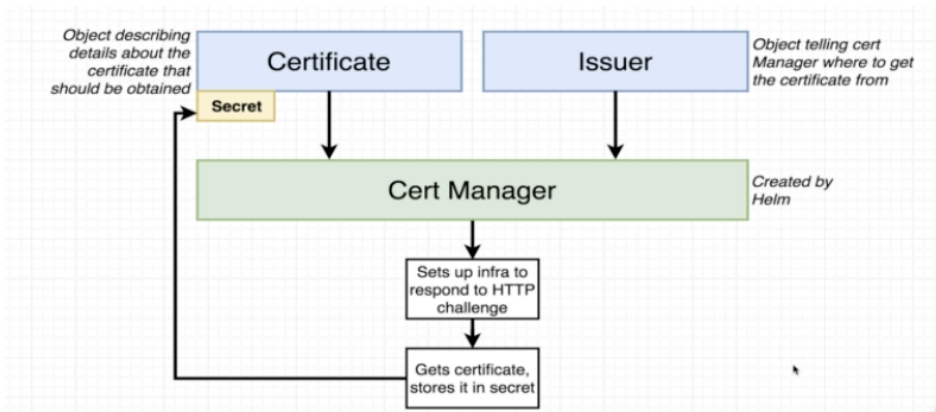 Object describing
details about the
certificate that
should be obtained
Certificate
Secret
Issuer
Object telling cert
Manager where to get
the certificate from
Cert Manager
Created by
Helm
Sets up infra to
respond to HTTP
challenge
Gets certificate,
stores it in secret